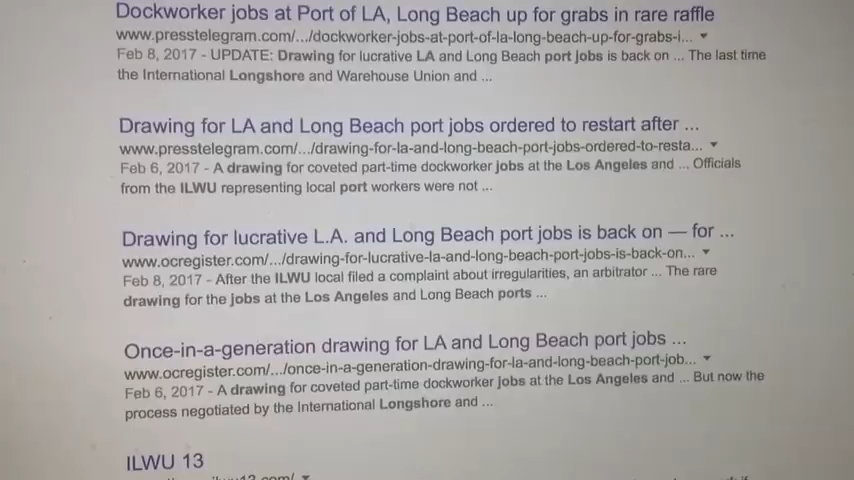 Dockworker jobs at Port of LA, Long Beach up for grabs in rare raffle
www.presstelegram.com/.../dockworker-jobs-at-port-of-la-long-beach-up-for-grabs-i...
Feb 8, 2017 - UPDATE: Drawing for lucrative LA and Long Beach port jobs is back on ... The last time
the International Longshore and Warehouse Union and ...
Drawing for LA and Long Beach port jobs ordered to restart after ...
www.presstelegram.com/.../drawing-for-la-and-long-beach-port-jobs-ordered-to-resta...
Feb 6, 2017 - A drawing for coveted part-time dockworker jobs at the Los Angeles and ... Officials
from the ILWU representing local port workers were not ...
Drawing for lucrative L.A. and Long Beach port jobs is back on — for ...
www.ocregister.com/.../drawing-for-lucrative-la-and-long-beach-port-jobs-is-back-on...
Feb 8, 2017 - After the ILWU local filed a complaint about irregularities, an arbitrator ... The rare
drawing for the jobs at the Los Angeles and Long Beach ports ...
Once-in-a-generation drawing for LA and Long Beach port jobs ...
www.ocregister.com/.../once-in-a-generation-drawing-for-la-and-long-beach-port-job...
Feb 6, 2017 - A drawing for coveted part-time dockworker jobs at the Los Angeles and ... But now the
process negotiated by the International Longshore and ...
ILWU 13